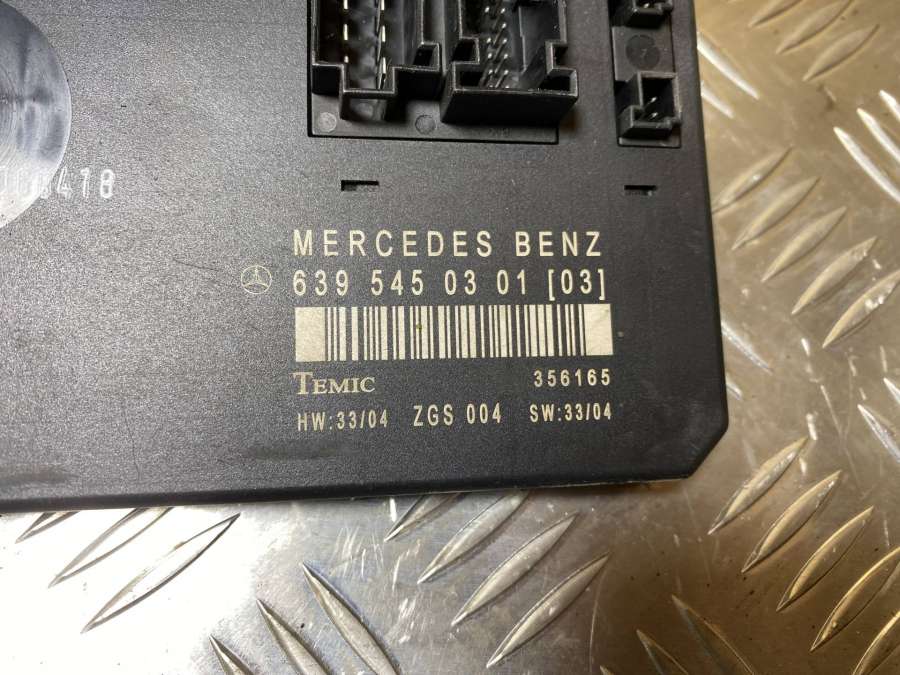 MERCEDES BENZ
639 545 03 01 [03]
TEMIC 356165
HW:33/04 ZGS 004 SW:33/04